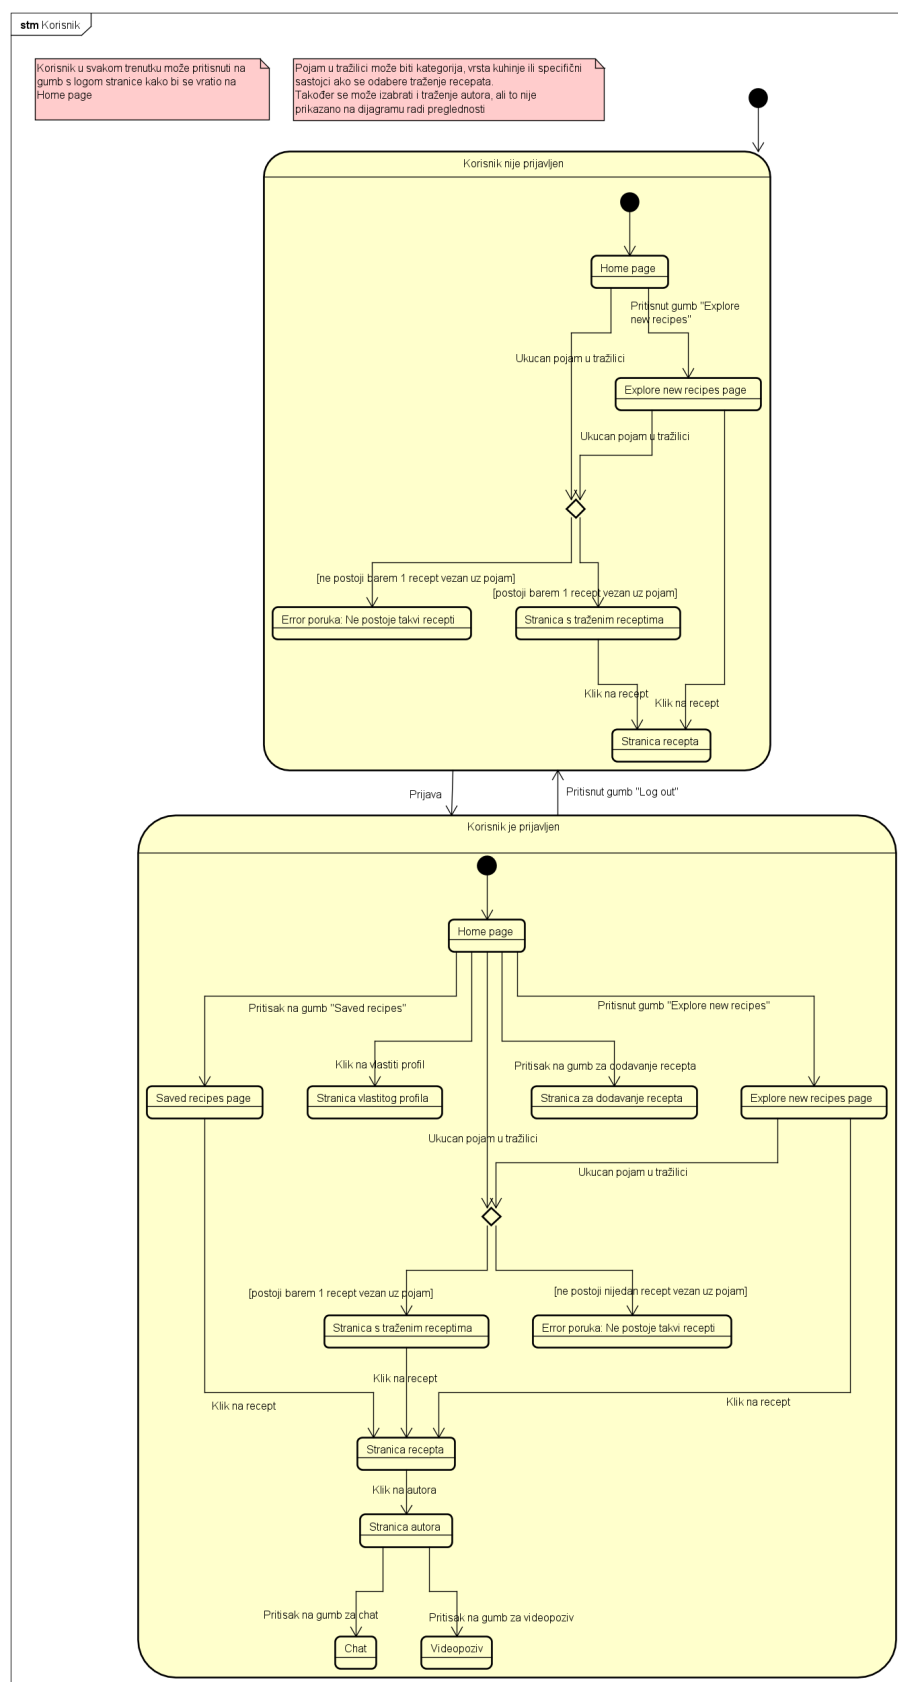 stm Korisnik
Korisnik u svakom trenutku može pritisnuti na
gumb s logom stranice kako bi se vratio na
Home page
Pojam u tražilici može biti kategorija, vrsta kuhinje ili specifični
sastojci ako se odabere traženje recepata.
Također se može izabrati i traženje autora, ali to nije
prikazano na dijagramu radi preglednosti
Korisnik nije prijavljen
Home page
Pritisnut gumb "Explore
new recipes"
Ukucan pojam u tražilici
Explore new recipes page
Ukucan pojam u tražilici
[ne postoji barem 1 recept vezan uz pojam]
[postoji barem 1 recept vezan uz pojam]
Error poruka: Ne postoje takvi recepti
Stranica s traženim receptima
Klik na recept
Klik na recept
Stranica recepta
Prijava
Pritisnut gumb "Log out"
Korisnik je prijavljen
Home page
Pritisak na gumb "Saved recipes"
Pritisnut gumb "Explore new recipes"
Klik na vlastiti profil
Pritisak na gumb za dodavanje recepta
Saved recipes page
Stranica vlastitog profila
Stranica za dodavanje recepta
Explore new recipes page
Ukucan pojam u tražilici
Ukucan pojam u tražilici
[postoji barem 1 recept vezan uz pojam]
[ne postoji nijedan recept vezan uz pojam]
Stranica s traženim receptima
Error poruka: Ne postoje takvi recepti
Klik na recept
Klik na recept
Klik na recept
Stranica recepta
Klik na autora
Stranica autora
Pritisak na gumb za chat
Pritisak na gumb za videopoziv
Chat
Videopoziv